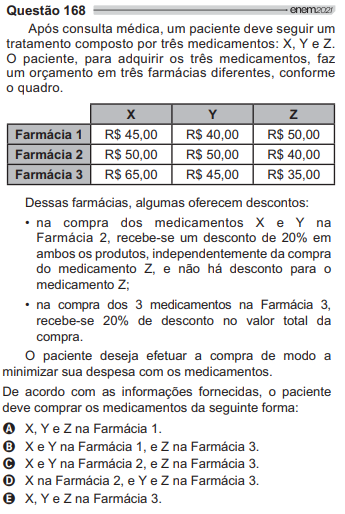 Questão 168 enem2021
Após consulta médica, um paciente deve seguir um
tratamento composto por três medicamentos: X, Y e Z.
O paciente, para adquirir os três medicamentos, faz
um orçamento em três farmácias diferentes, conforme
o quadro.
X Y Z
Farmácia 1 R$ 45,00 R$ 40,00 R$ 50,00
Farmácia 2 R$ 50,00 R$ 50,00 R$ 40,00
Farmácia 3 R$ 65,00 R$ 45,00 R$ 35,00
Dessas farmácias, algumas oferecem descontos:
• na compra dos medicamentos X e Y na
Farmácia 2, recebe-se um desconto de 20% em
ambos os produtos, independentemente da compra
do medicamento Z, e não há desconto para o
medicamento Z;
• na compra dos 3 medicamentos na Farmácia 3,
recebe-se 20% de desconto no valor total da
compra.
O paciente deseja efetuar a compra de modo a
minimizar sua despesa com os medicamentos.
De acordo com as informações fornecidas, o paciente
deve comprar os medicamentos da seguinte forma:
A X, Y e Z na Farmácia 1.
B X e Y na Farmácia 1, e Z na Farmácia 3.
C X e Y na Farmácia 2, e Z na Farmácia 3.
D X na Farmácia 2, e Y e Z na Farmácia 3.
E X, Y e Z na Farmácia 3.